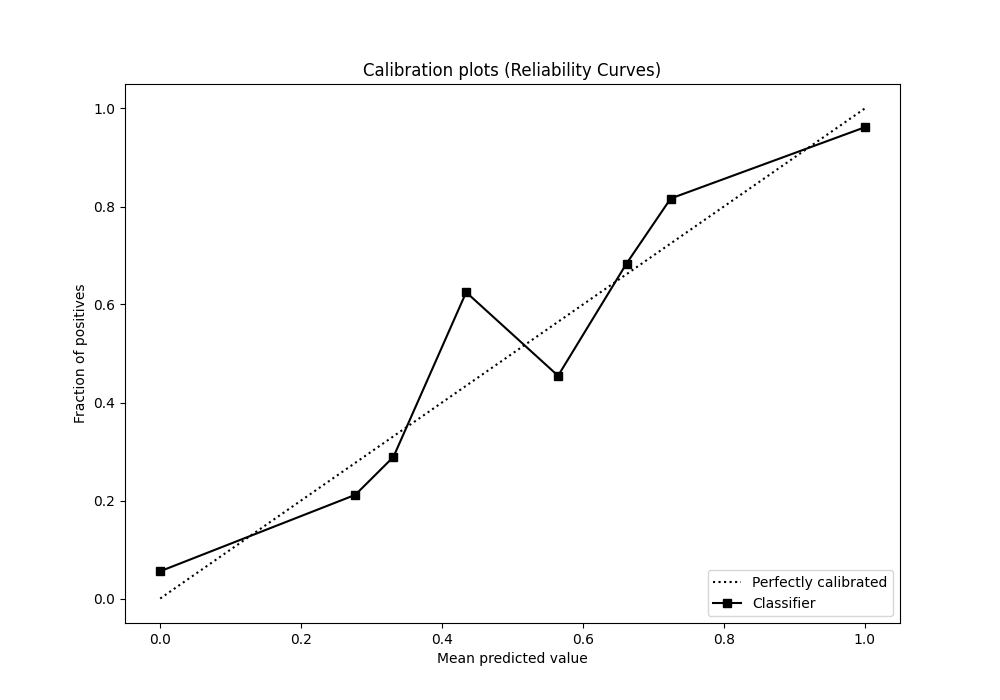 Calibration plots (Reliability Curves)
1.0
0.8
0.6
0.4
0.2
0.0
Fraction of positives
0.0 0.2 0.4 0.6 0.8 1.0
Mean predicted value
Perfectly calibrated
Classifier